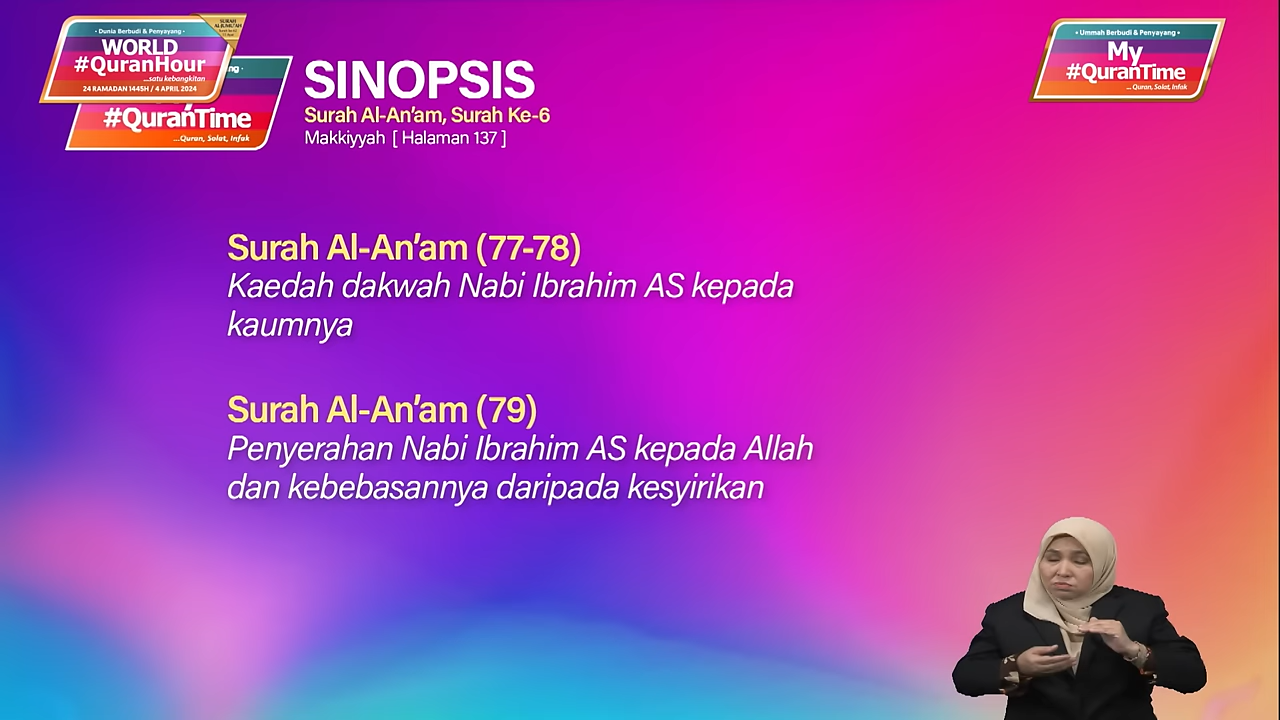 • Dunia Berbudi & Penyayang •
WORLD
#QuranHour
...satu kebangkitan
24 RAMADAN 1445H / 4 APRIL 2024
SURAH
#QuranTime
...Quran, Solat, Infak
SINOPSIS
Surah Al-An’am, Surah Ke-6
Makkiyyah [ Halaman 137 ]
• Ummah Berbudi & Penyayang •
My
#QuranTime
... Quran, Solat, Infak
Surah Al-An’am (77-78)
Kaedah dakwah Nabi Ibrahim AS kepada
kaumnya
Surah Al-An’am (79)
Penyerahan Nabi Ibrahim AS kepada Allah
dan kebebasannya daripada kesyirikan